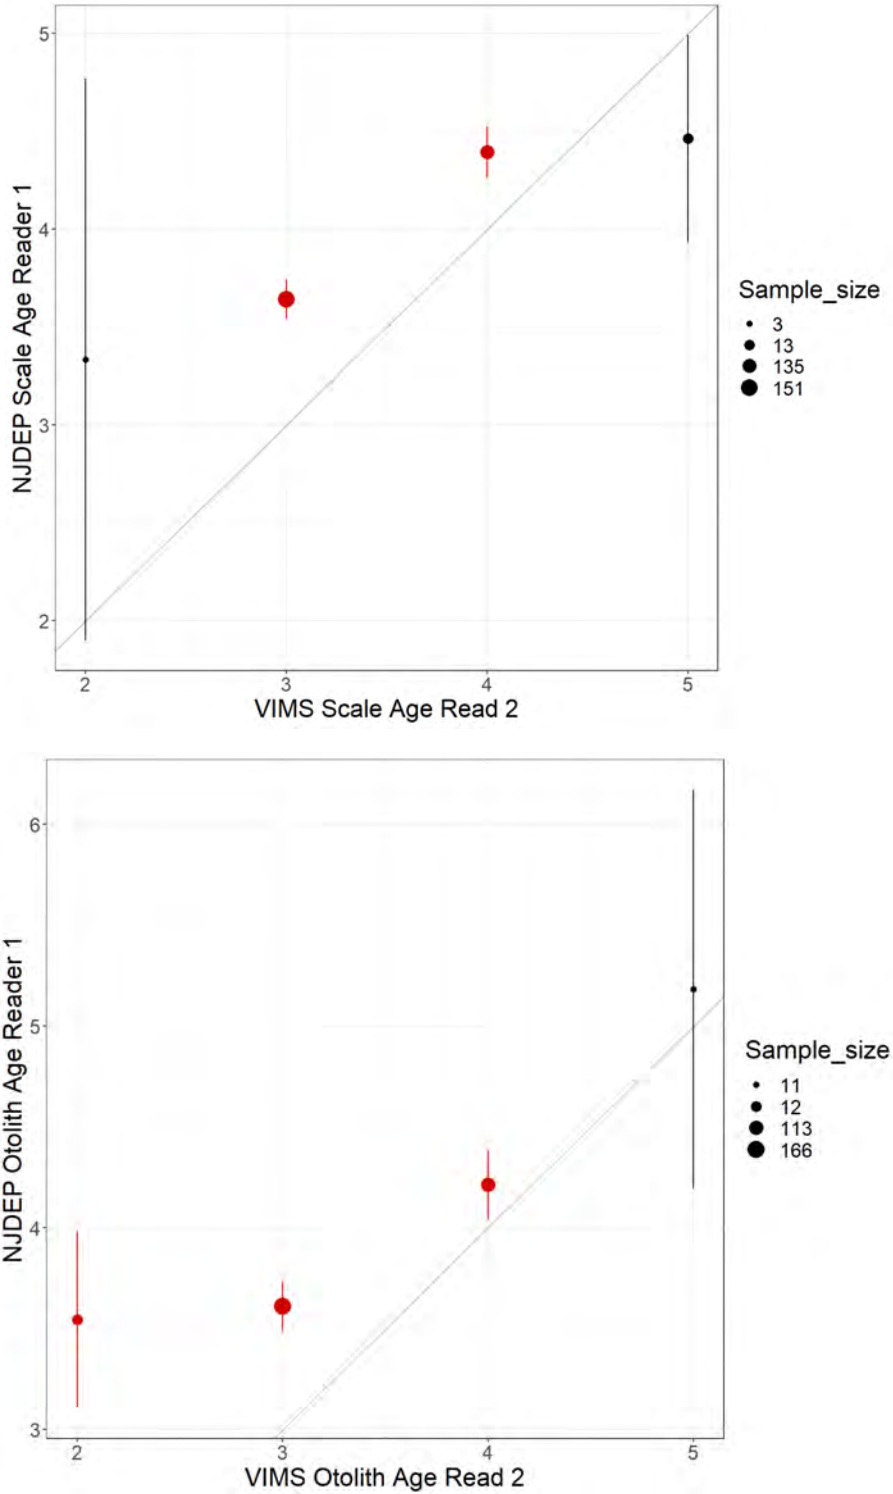 5
4
3
2
NJDEP Scale Age Reader 1
2 3 4 5
VIMS Scale Age Read 2
Sample_size
3
13
135
151
6
5
4
3
NJDEP Otolith Age Reader 1
2 3 4 5
VIMS Otolith Age Read 2
Sample_size
11
12
113
166